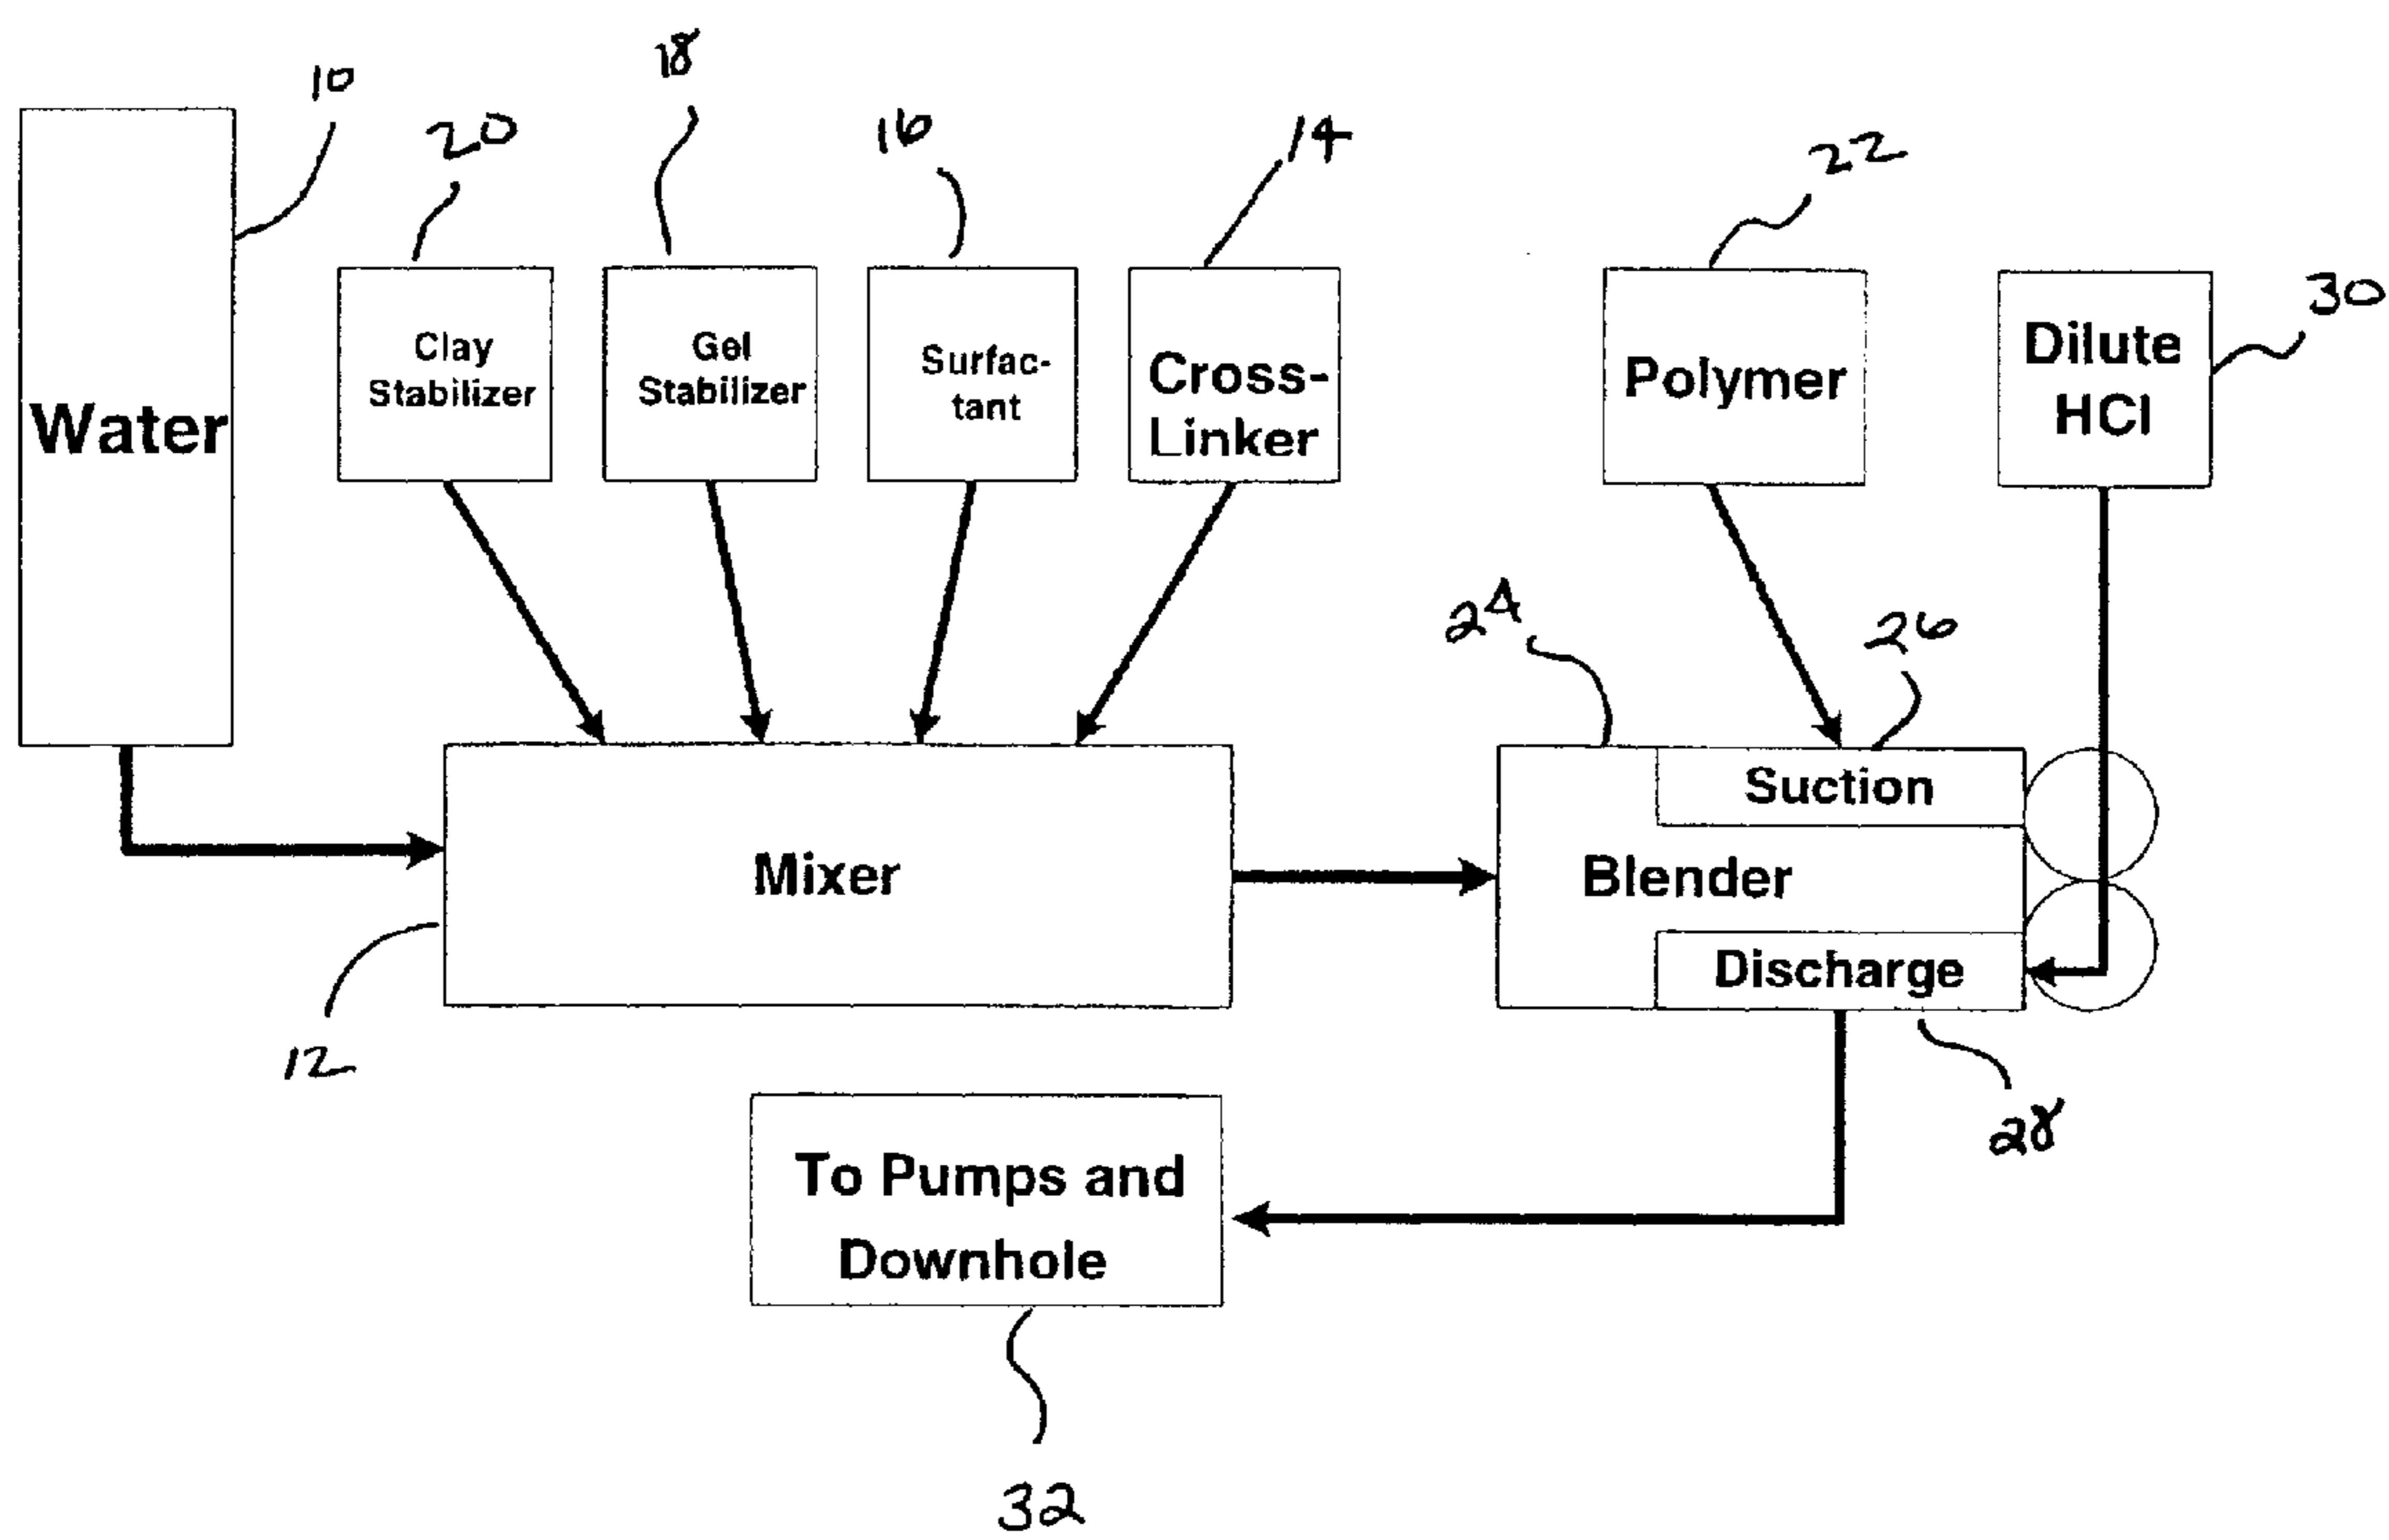 10
20
18
16
14
22
30
Water
Clay
Stabilizer
Gel
Stabilizer
Surfac-
tant
Cross-
Linker
Polymer
Dilute
HCl
24
26
Mixer
Suction
Blender
Discharge
12
28
To Pumps and
Downhole
32